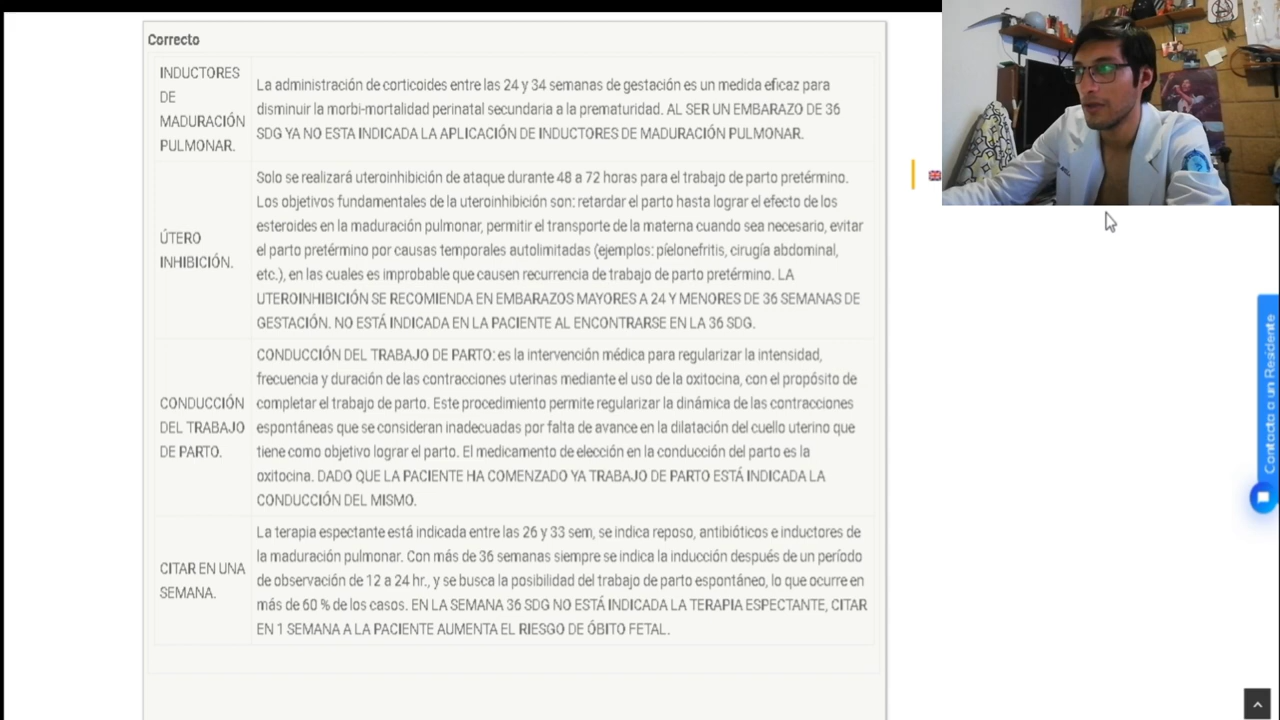 Correcto
INDUCTORES
DE
MADURACIÓN
PULMONAR.
La administración de corticoides entre las 24 y 34 semanas de gestación es un medida eficaz para
disminuir la morbi-mortalidad perinatal secundaria a la prematuridad. AL SER UN EMBARAZO DE 36
SDG YA NO ESTA INDICADA LA APLICACIÓN DE INDUCTORES DE MADURACIÓN PULMONAR.
ÚTERO
INHIBICIÓN.
Solo se realizará uteroinhibición de ataque durante 48 a 72 horas para el trabajo de parto pretérmino.
Los objetivos fundamentales de la uteroinhibición son: retardar el parto hasta lograr el efecto de los
esteroides en la maduración pulmonar, permitir el transporte de la materna cuando sea necesario, evitar
el parto pretérmino por causas temporales autolimitadas (ejemplos: píelonefritis, cirugía abdominal,
etc.), en las cuales es improbable que causen recurrencia de trabajo de parto pretérmino. LA
UTEROINHIBICIÓN SE RECOMIENDA EN EMBARAZOS MAYORES A 24 Y MENORES DE 36 SEMANAS DE
GESTACIÓN. NO ESTÁ INDICADA EN LA PACIENTE AL ENCONTRARSE EN LA 36 SDG.
CONDUCCIÓN
DEL TRABAJO
DE PARTO.
CONDUCCIÓN DEL TRABAJO DE PARTO: es la intervención médica para regularizar la intensidad,
frecuencia y duración de las contracciones uterinas mediante el uso de la oxitocina, con el propósito de
completar el trabajo de parto. Este procedimiento permite regularizar la dinámica de las contracciones
espontáneas que se consideran inadecuadas por falta de avance en la dilatación del cuello uterino que
tiene como objetivo lograr el parto. El medicamento de elección en la conducción del parto es la
oxitocina. DADO QUE LA PACIENTE HA COMENZADO YA TRABAJO DE PARTO ESTÁ INDICADA LA
CONDUCCIÓN DEL MISMO.
CITAR EN UNA
SEMANA.
La terapia espectante está indicada entre las 26 y 33 sem, se indica reposo, antibióticos e inductores de
la maduración pulmonar. Con más de 36 semanas siempre se indica la inducción después de un período
de observación de 12 a 24 hr., y se busca la posibilidad del trabajo de parto espontáneo, lo que ocurre en
más de 60 % de los casos. EN LA SEMANA 36 SDG NO ESTÁ INDICADA LA TERAPIA ESPECTANTE, CITAR
EN 1 SEMANA A LA PACIENTE AUMENTA EL RIESGO DE ÓBITO FETAL.
Contacta a un Residente